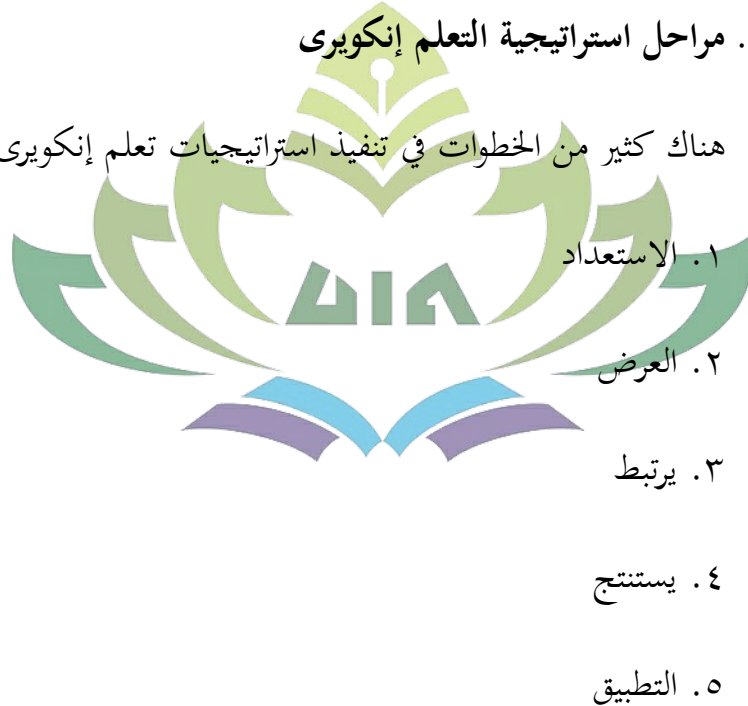 . مراحل استراتيجية التعلم إنكويرى
هناك كثير من الخطوات في تنفيذ استراتيجيات تعلم إنكويرى
١. الاستعداد
UIN
٢. العرض
٣. يرتبط
٤. يستنتج
٥. التطبيق